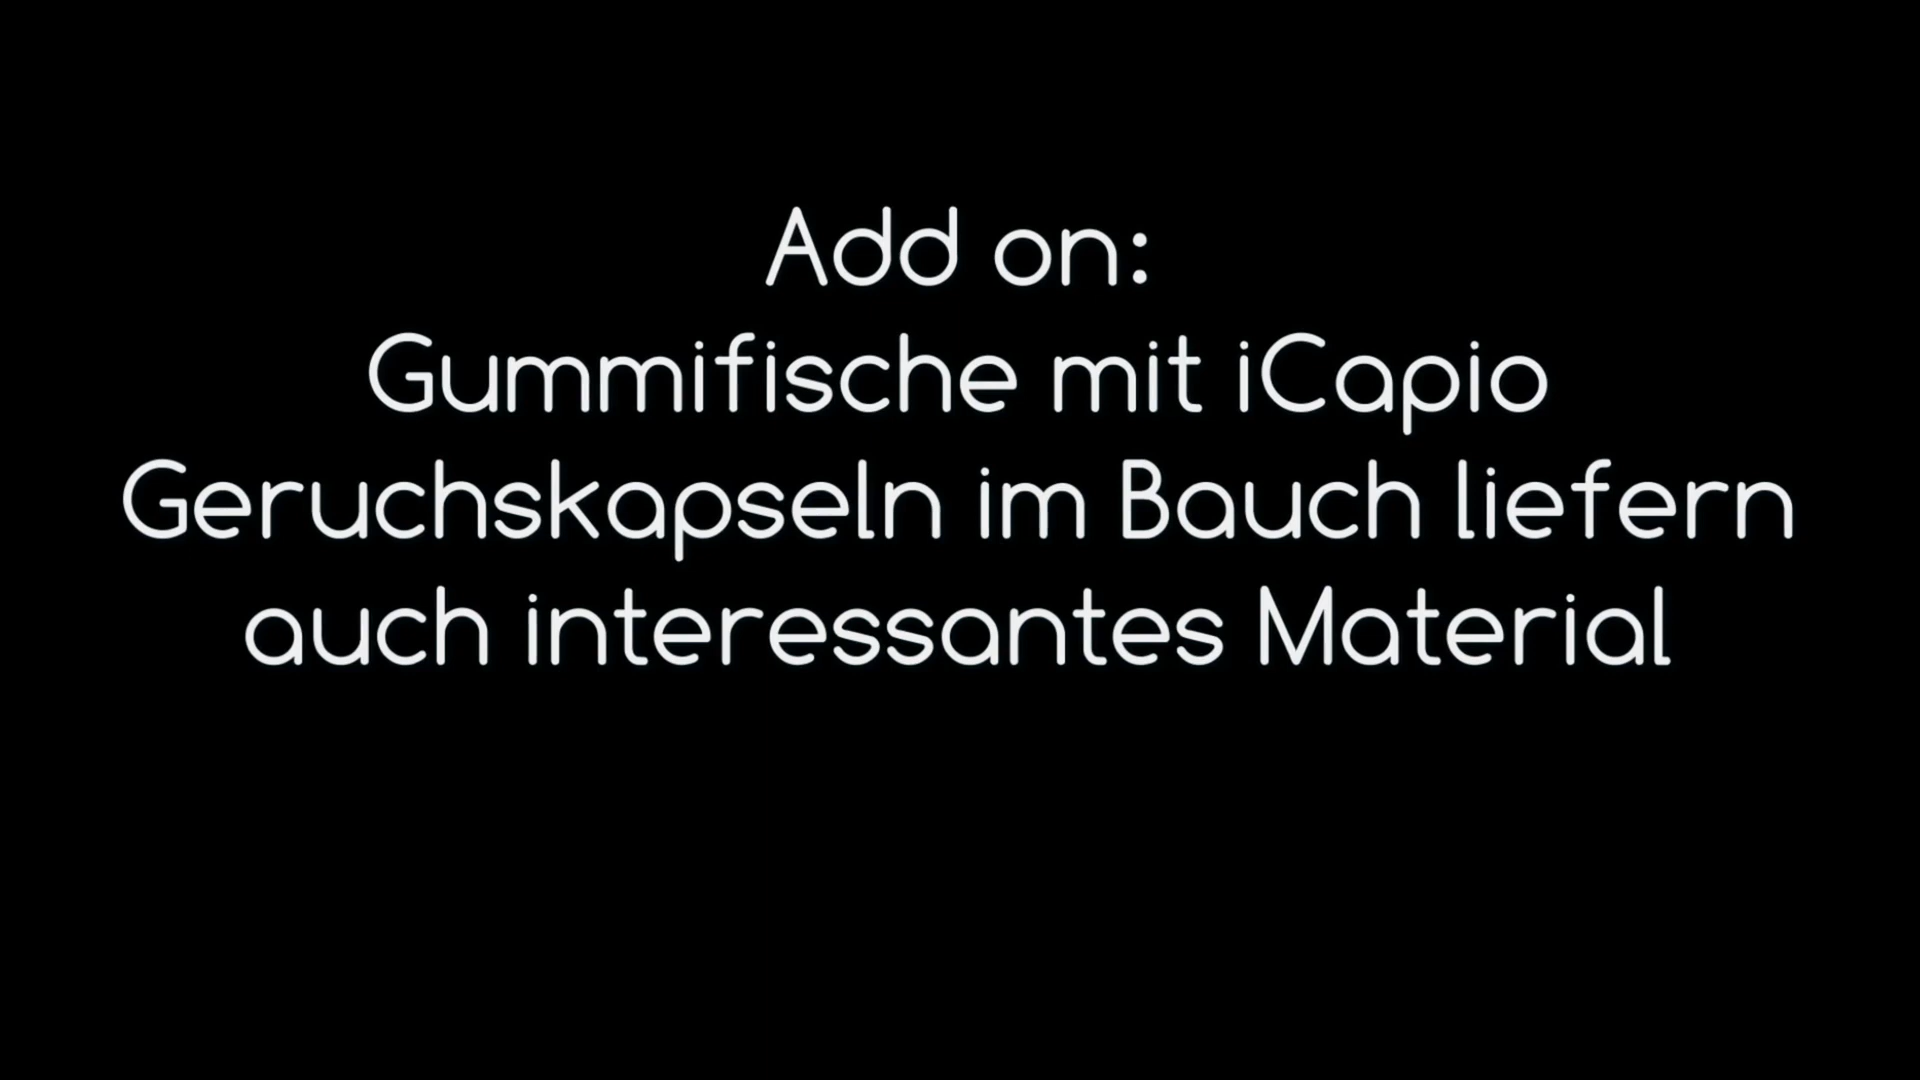 Add on:
Gummifische mit iCapio
Geruchskapseln im Bauch liefern
auch interessantes Material